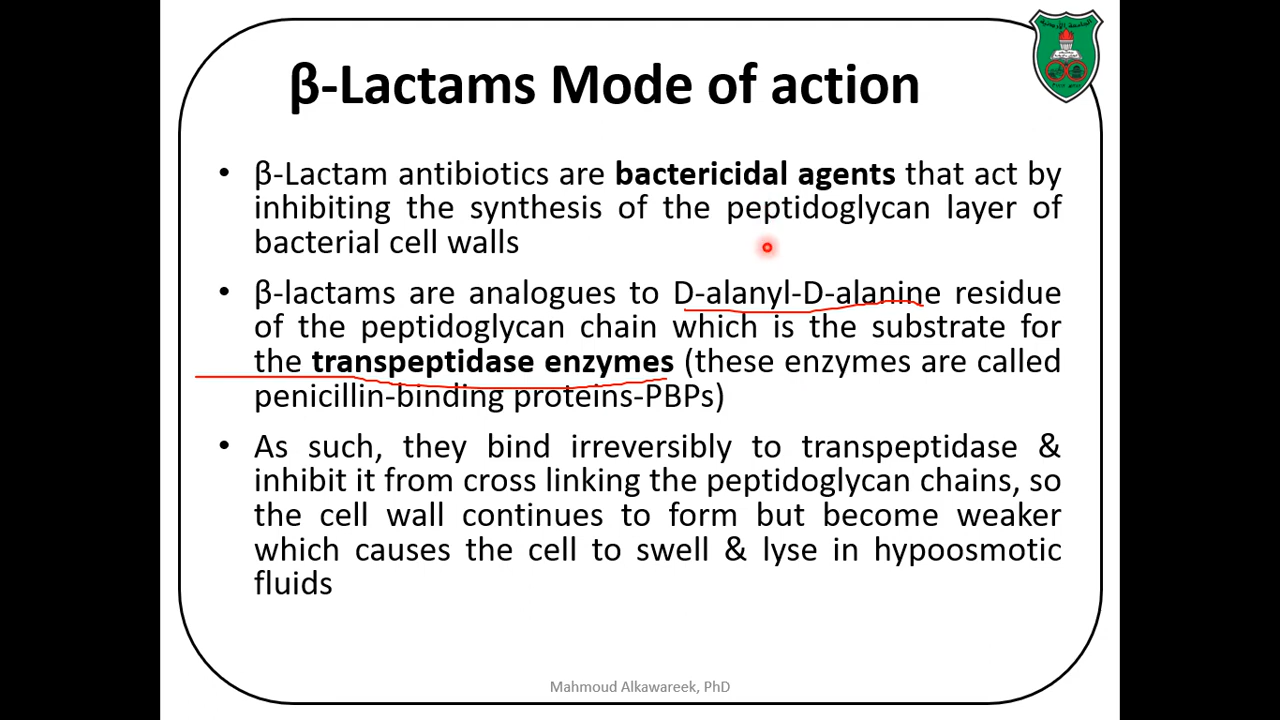 β-Lactams Mode of action
• β-Lactam antibiotics are bactericidal agents that act by
inhibiting the synthesis of the peptidoglycan layer of
bacterial cell walls
• β-lactams are analogues to D-alanyl-D-alanine residue
of the peptidoglycan chain which is the substrate for
the transpeptidase enzymes (these enzymes are called
penicillin-binding proteins-PBPs)
• As such, they bind irreversibly to transpeptidase &
inhibit it from cross linking the peptidoglycan chains, so
the cell wall continues to form but become weaker
which causes the cell to swell & lyse in hypoosmotic
fluids
Mahmoud Alkawareek, PhD